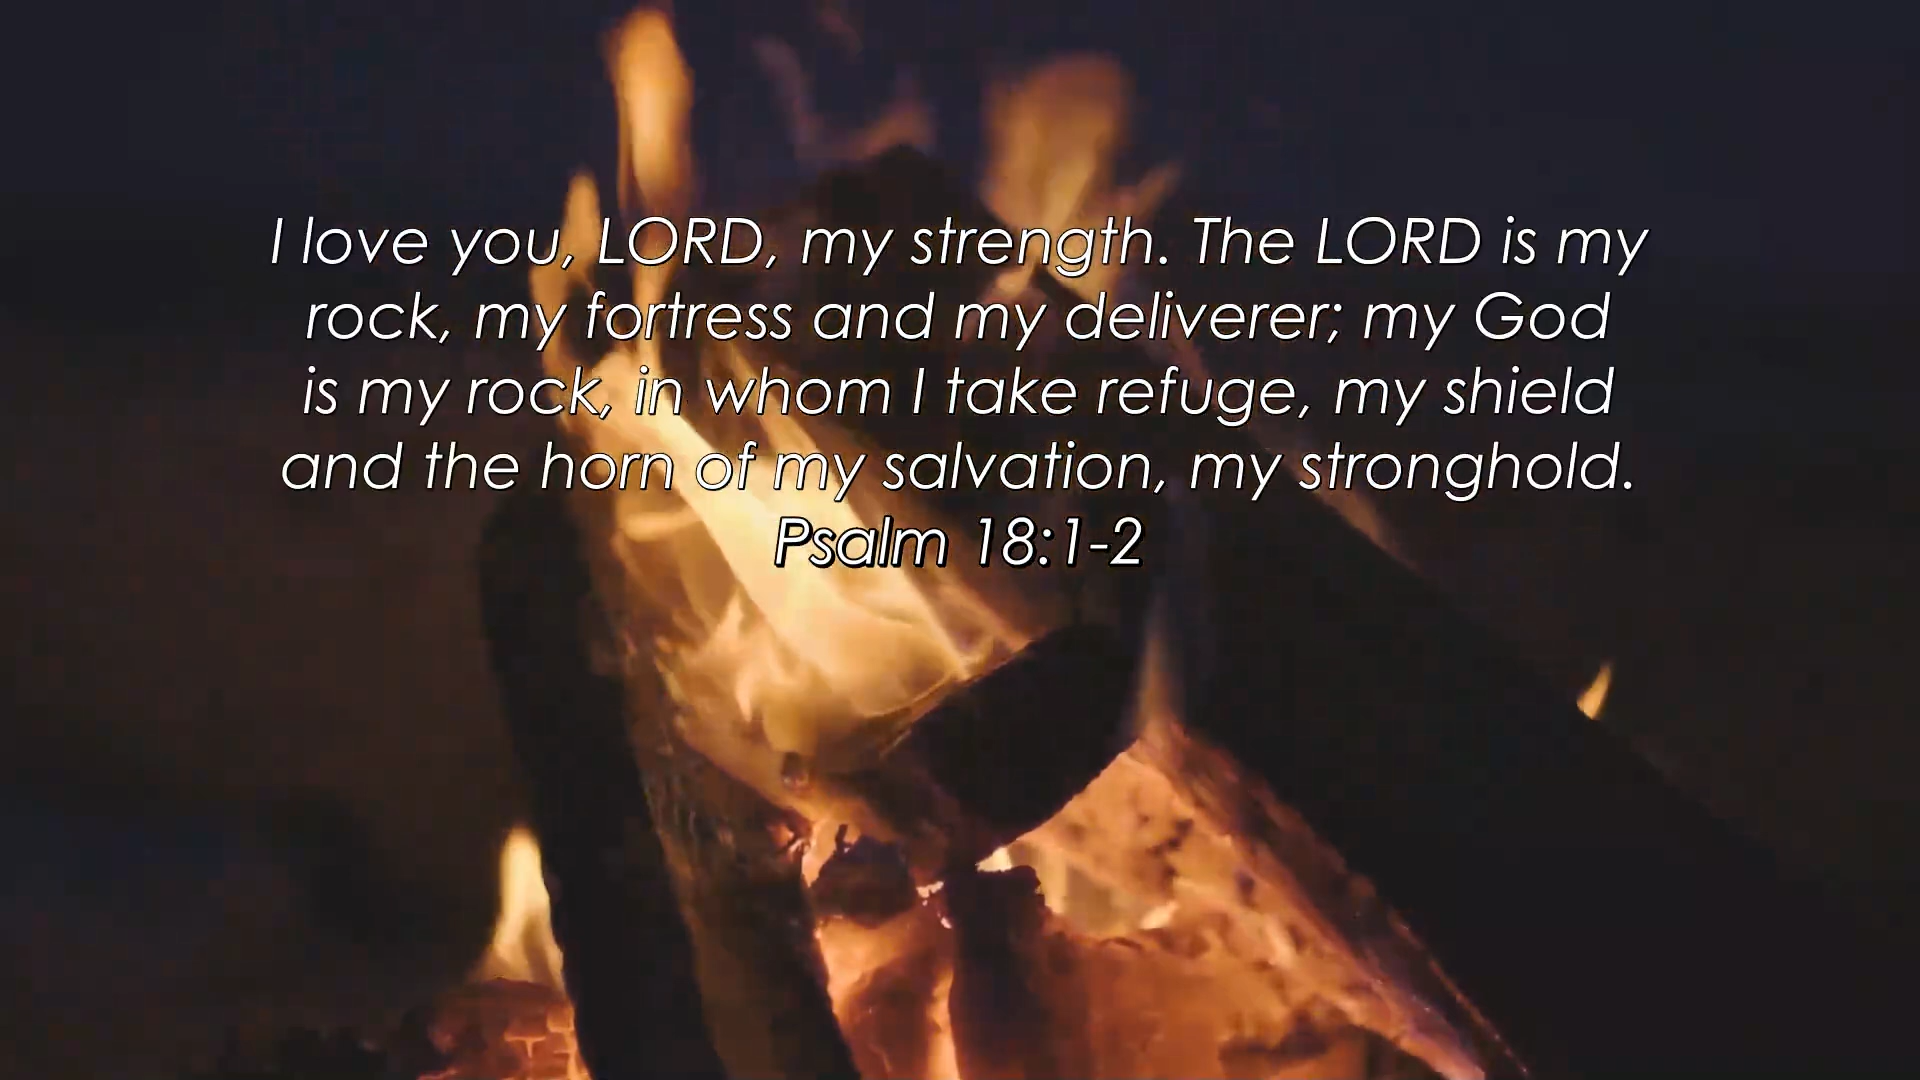 I love you, LORD, my strength. The LORD is my
rock, my fortress and my deliverer; my God
is my rock, in whom I take refuge, my shield
and the horn of my salvation, my stronghold.
Psalm 18:1-2